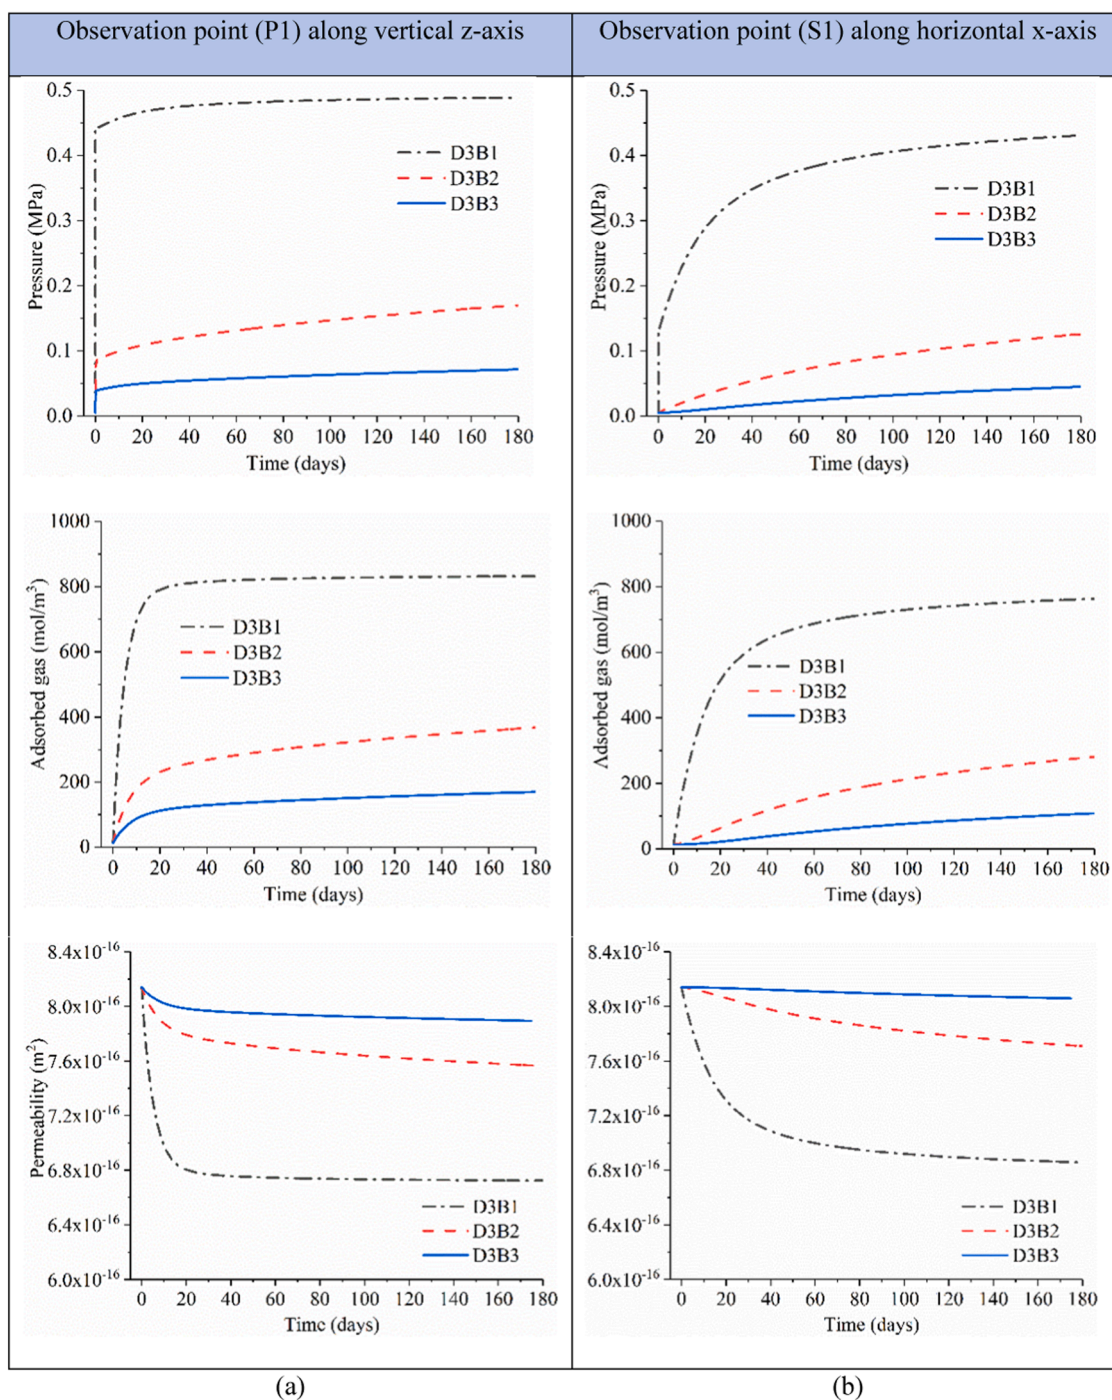 Observation point (P1) along vertical z-axis
Observation point (S1) along horizontal x-axis
0.5
0.4
0.3
0.2
0.1
0.0
Pressure (MPa)
D3B1
D3B2
D3B3
0 20 40 60 80 100 120 140 160 180
Time (days)
0.5
0.4
0.3
0.2
0.1
0.0
Pressure (MPa)
D3B1
D3B2
D3B3
0 20 40 60 80 100 120 140 160 180
Time (days)
1000
800
600
400
200
0
Adsorbed gas (mol/m³)
D3B1
D3B2
D3B3
0 20 40 60 80 100 120 140 160 180
Time (days)
1000
800
600
400
200
0
Adsorbed gas (mol/m³)
D3B1
D3B2
D3B3
0 20 40 60 80 100 120 140 160 180
Time (days)
8.4x10⁻¹⁶
8.0x10⁻¹⁶
7.6x10⁻¹⁶
7.2x10⁻¹⁶
6.8x10⁻¹⁶
6.4x10⁻¹⁶
6.0x10⁻¹⁶
Permeability (m²)
D3B1
D3B2
D3B3
0 20 40 60 80 100 120 140 160 180
Time (days)
8.4x10⁻¹⁶
8.0x10⁻¹⁶
7.6x10⁻¹⁶
7.2x10⁻¹⁶
6.8x10⁻¹⁶
6.4x10⁻¹⁶
6.0x10⁻¹⁶
D3B1
D3B2
D3B3
0 20 40 60 80 100 120 140 160 180
Time (days)
(a)
(b)